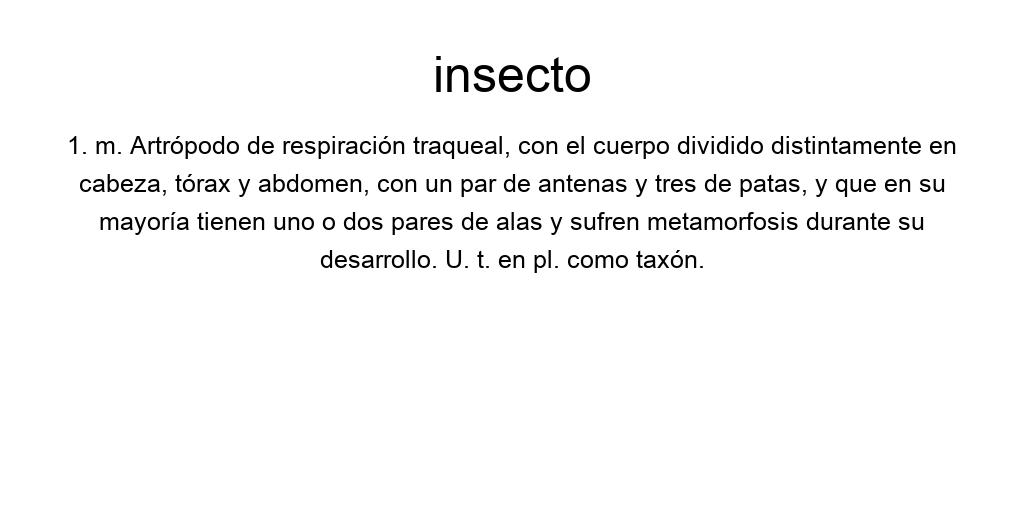 insecto
1. m. Artrópodo de respiración traqueal, con el cuerpo dividido distintamente en
cabeza, tórax y abdomen, con un par de antenas y tres de patas, y que en su
mayoría tienen uno o dos pares de alas y sufren metamorfosis durante su
desarrollo. U. t. en pl. como taxón.